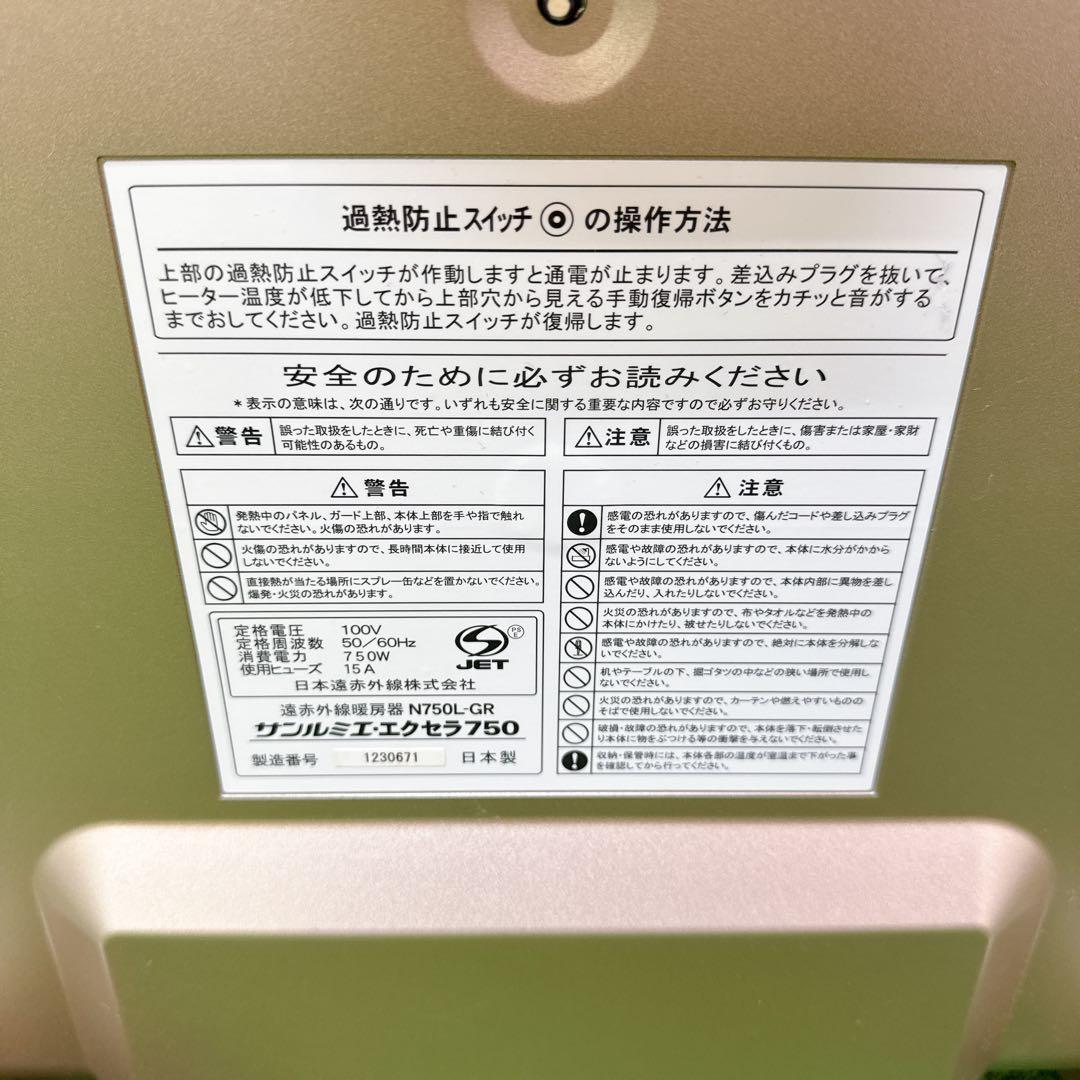 過熱防止スイッチ◎の操作方法
上部の過熱防止スイッチが作動しますと通電が止まります。差込みプラグを抜いて、
ヒーター温度が低下してから上部穴から見える手動復帰ボタンをカチッと音がする
までおしてください。過熱防止スイッチが復帰します。
安全のために必ずお読みください
*表示の意味は、次の通りです。いずれも安全に関する重要な内容ですので必ずお守りください。
⚠警告
誤った取扱をしたときに、死亡や重傷に結び付く
可能性のあるもの。
⚠注意
誤った取扱をしたときに、傷害または家屋・家財
などの損害に結び付くもの。
⚠警告
発熱中のパネル、ガード上部、本体上部を手や指で触れ
ないでください。火傷の恐れがあります。
火傷の恐れがありますので、長時間本体に接近して使用
しないでください。
直接熱が当たる場所にスプレー缶などを置かないでください。
爆発・火災の恐れがあります。
定格電圧 100V
定格周波数 50/60Hz
消費電力 750W
使用ヒューズ 15A
PS
E
JET
日本遠赤外線株式会社
遠赤外線暖房器 N750L-GR
サンルミエ・エクセラ750
製造番号 1230671 日本製
⚠注意
感電の恐れがありますので、傷んだコードや差し込みプラグ
をそのまま使用しないでください。
感電や故障の恐れがありますので、本体に水分がかから
ないようにしてください。
感電や故障の恐れがありますので、本体内部に異物を差し
込んだり、入れたりしないでください。
火災の恐れがありますので、布やタオルなどを発熱中の
本体にかけたり、被せたりしないでください。
感電や故障の恐れがありますので、絶対に本体を分解しな
いでください。
机やテーブルの下、掘ゴタツの中などの狭い場所で使用し
ないでください。
火災の恐れがありますので、カーテンや燃えやすいものの
そばで使用しないでください。
破損・故障の恐れがありますので、本体を落下・転倒させた
り本体に物をぶつける等の衝撃を与えないでください。
収納・保管時には、本体各部の温度が室温まで下がった事
を確認してから行ってください。